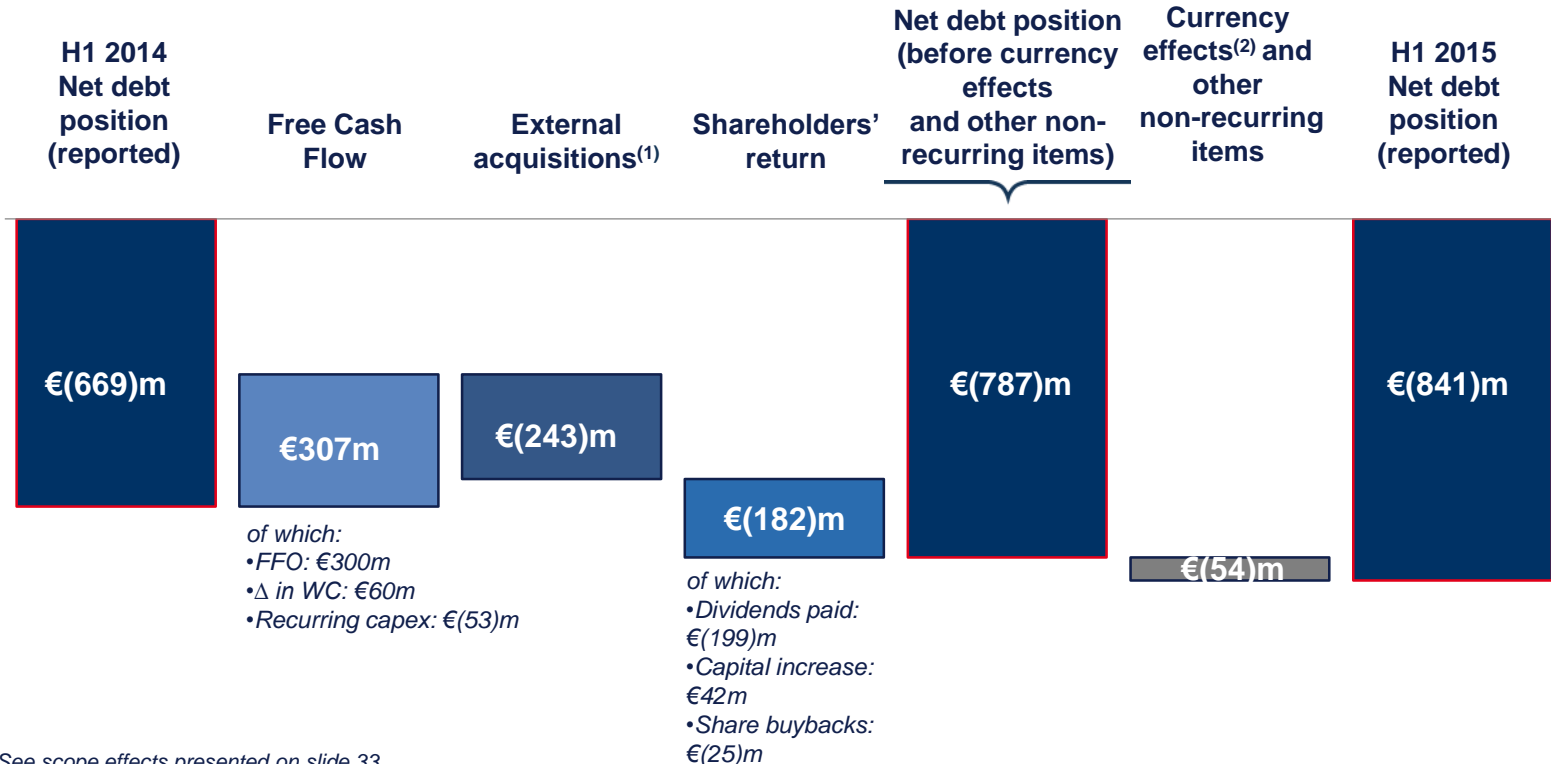 H1 2014
Net debt
position
(reported)
Free Cash
Flow
External
acquisitions(1)
Shareholders’
return
Net debt position
(before currency
effects
and other non-
recurring items)
Currency
effects(2) and
other
non-recurring
items
H1 2015
Net debt
position
(reported)
€(669)m
€307m
€(243)m
€(182)m
€(787)m
€(54)m
€(841)m
of which:
•FFO: €300m
•∆ in WC: €60m
•Recurring capex: €(53)m
of which:
•Dividends paid:
€(199)m
•Capital increase:
€42m
•Share buybacks:
€(25)m
See scope effects presented on slide 33